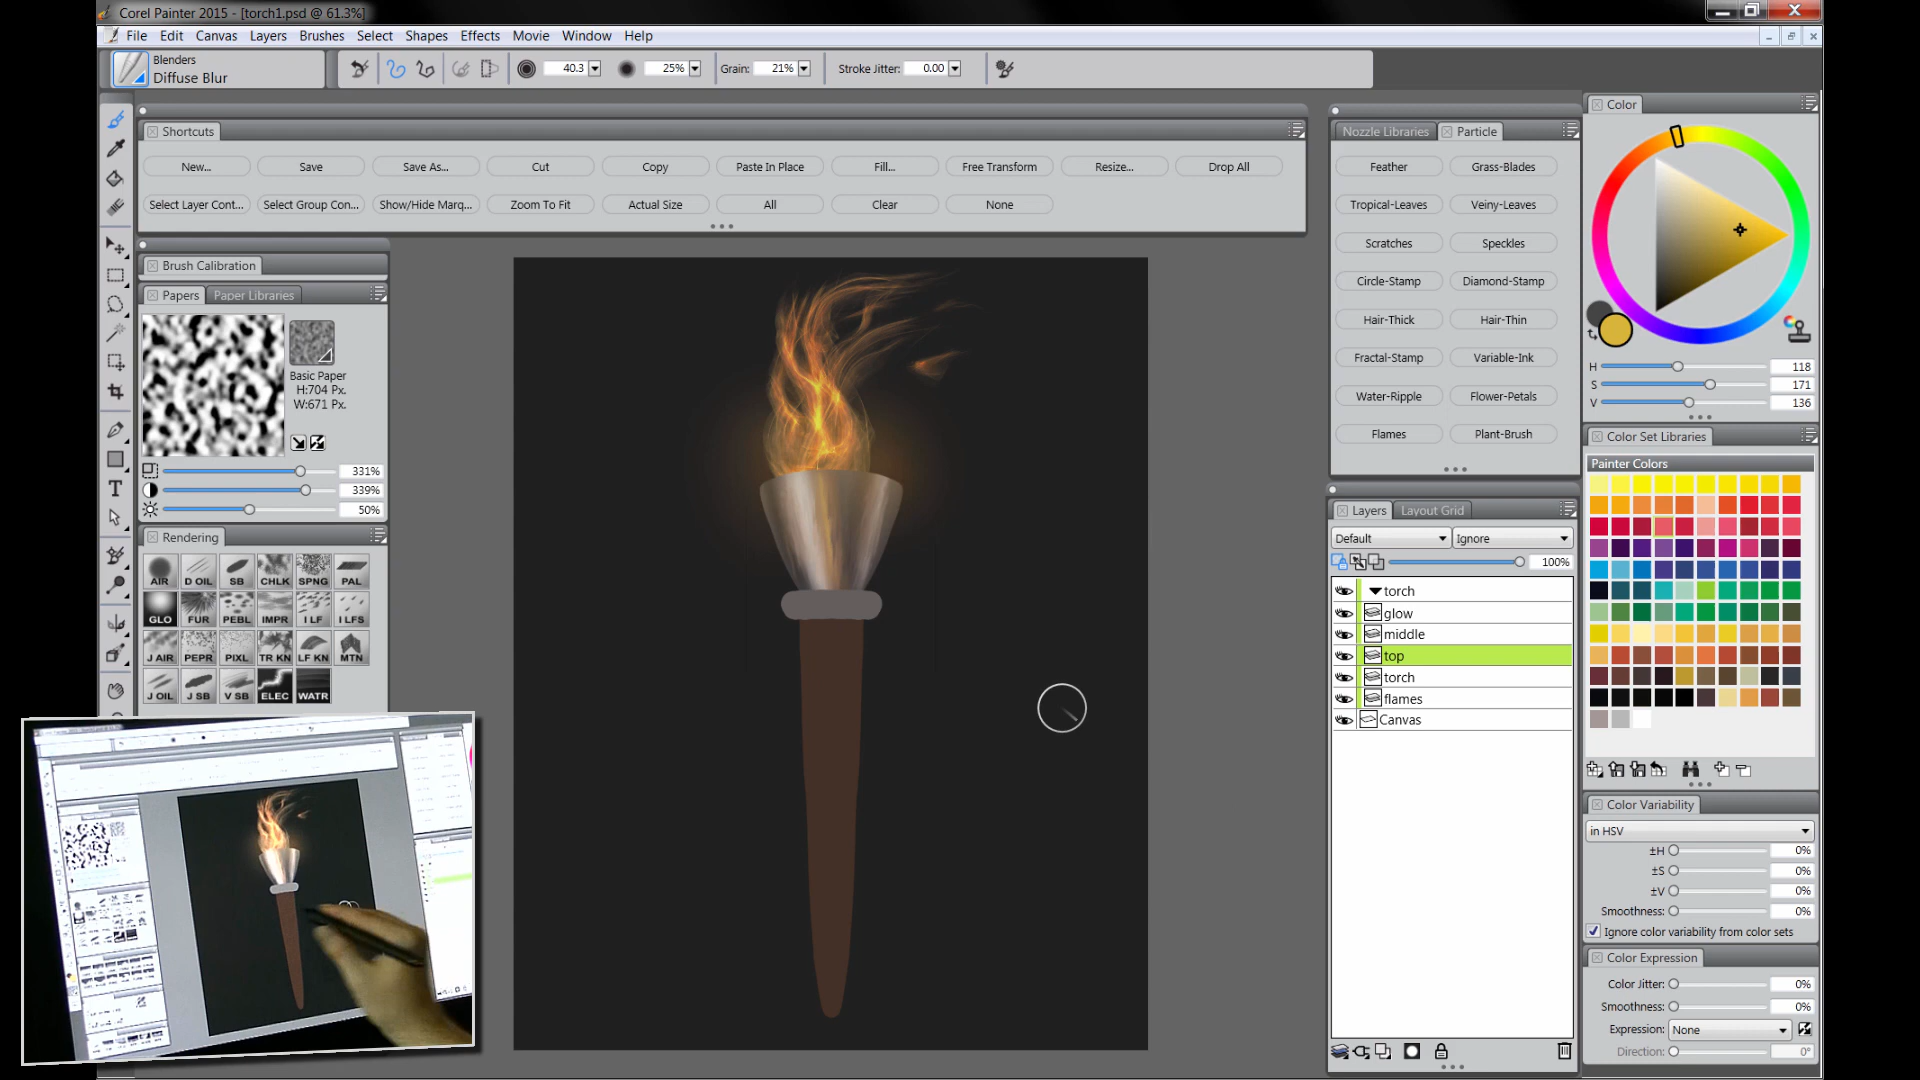 Corel Painter 2015 - [torch1.psd @ 61.3%]
File Edit Canvas Layers Brushes Select Shapes Effects Movie Window Help
Blenders
Diffuse Blur
40.3 25% Grain: 21% Stroke Jitter: 0.00
Shortcuts
New... Save Save As... Cut Copy Paste In Place Fill... Free Transform Resize... Drop All
Select Layer Cont... Select Group Con... Show/Hide Marq... Zoom To Fit Actual Size All Clear None
Brush Calibration
Papers Paper Libraries
Basic Paper
H:704 Px.
W:671 Px.
331%
339%
50%
Rendering
AIR D OIL SB CHLK SPNG PAL
GLO FUR PEBL IMPR I LF I LFS
J AIR PEPR PIXL TR KN LF KN MTN
J OIL J SB V SB ELEC WATR
Nozzle Libraries Particle
Feather Grass-Blades
Tropical-Leaves Veiny-Leaves
Scratches Speckles
Circle-Stamp Diamond-Stamp
Hair-Thick Hair-Thin
Fractal-Stamp Variable-Ink
Water-Ripple Flower-Petals
Flames Plant-Brush
Layers Layout Grid
Default Ignore
100%
torch
glow
middle
top
torch
flames
Canvas
Color
H 118
S 171
V 136
Color Set Libraries
Painter Colors
Color Variability
in HSV
±H 0%
±S 0%
±V 0%
Smoothness: 0%
Ignore color variability from color sets
Color Expression
Color Jitter: 0%
Smoothness: 0%
Expression: None
Direction: 0°